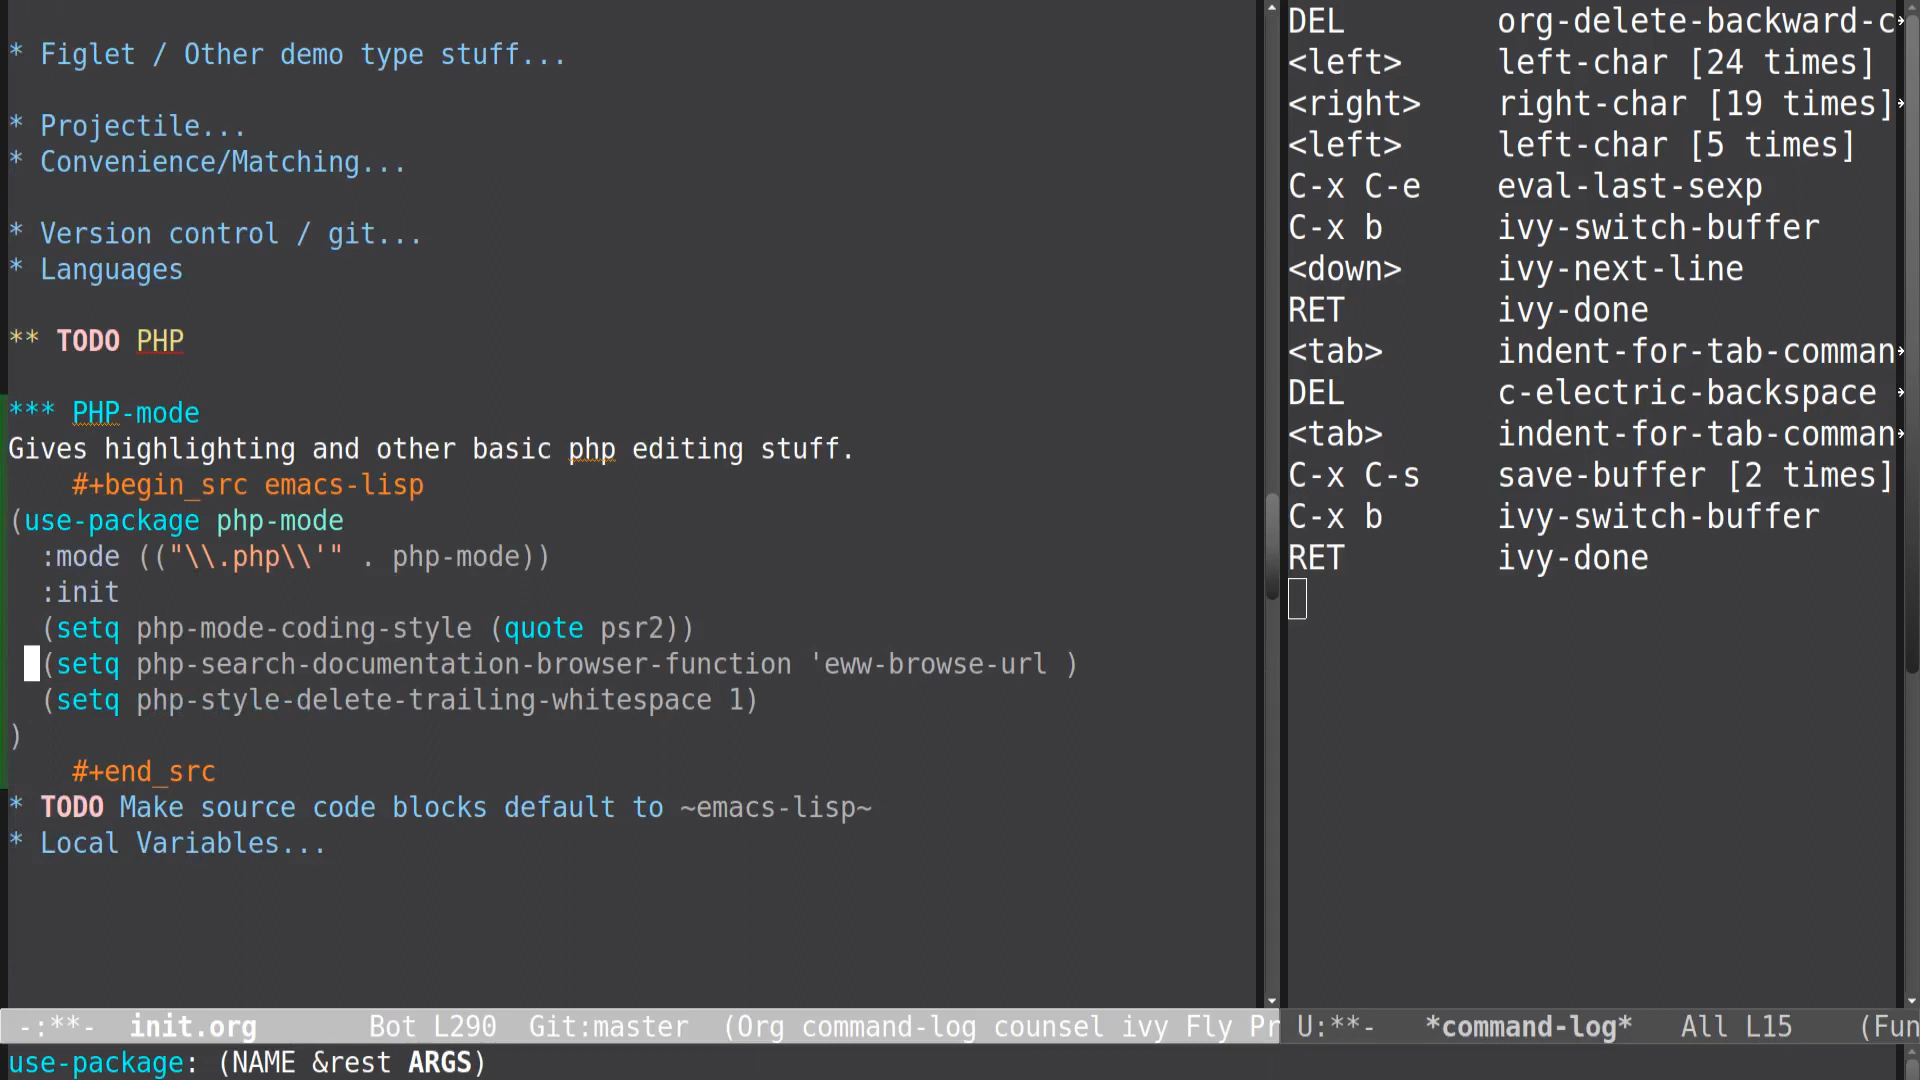 * Figlet / Other demo type stuff...
* Projectile...
* Convenience/Matching...
* Version control / git...
* Languages
** TODO PHP
*** PHP-mode
Gives highlighting and other basic php editing stuff.
#+begin_src emacs-lisp
(use-package php-mode
:mode (("\\.php\\'" . php-mode))
:init
(setq php-mode-coding-style (quote psr2))
(setq php-search-documentation-browser-function 'eww-browse-url )
(setq php-style-delete-trailing-whitespace 1)
)
#+end_src
* TODO Make source code blocks default to ~emacs-lisp~
* Local Variables...
-:**-  init.org       Bot L290  Git:master  (Org command-log counsel ivy Fly Pr
use-package: (NAME &rest ARGS)
DEL        org-delete-backward-c
<left>     left-char [24 times]
<right>    right-char [19 times]
<left>     left-char [5 times]
C-x C-e    eval-last-sexp
C-x b      ivy-switch-buffer
<down>     ivy-next-line
RET        ivy-done
<tab>      indent-for-tab-comman
DEL        c-electric-backspace
<tab>      indent-for-tab-comman
C-x C-s    save-buffer [2 times]
C-x b      ivy-switch-buffer
RET        ivy-done
U:**-  *command-log*   All L15    (Fun